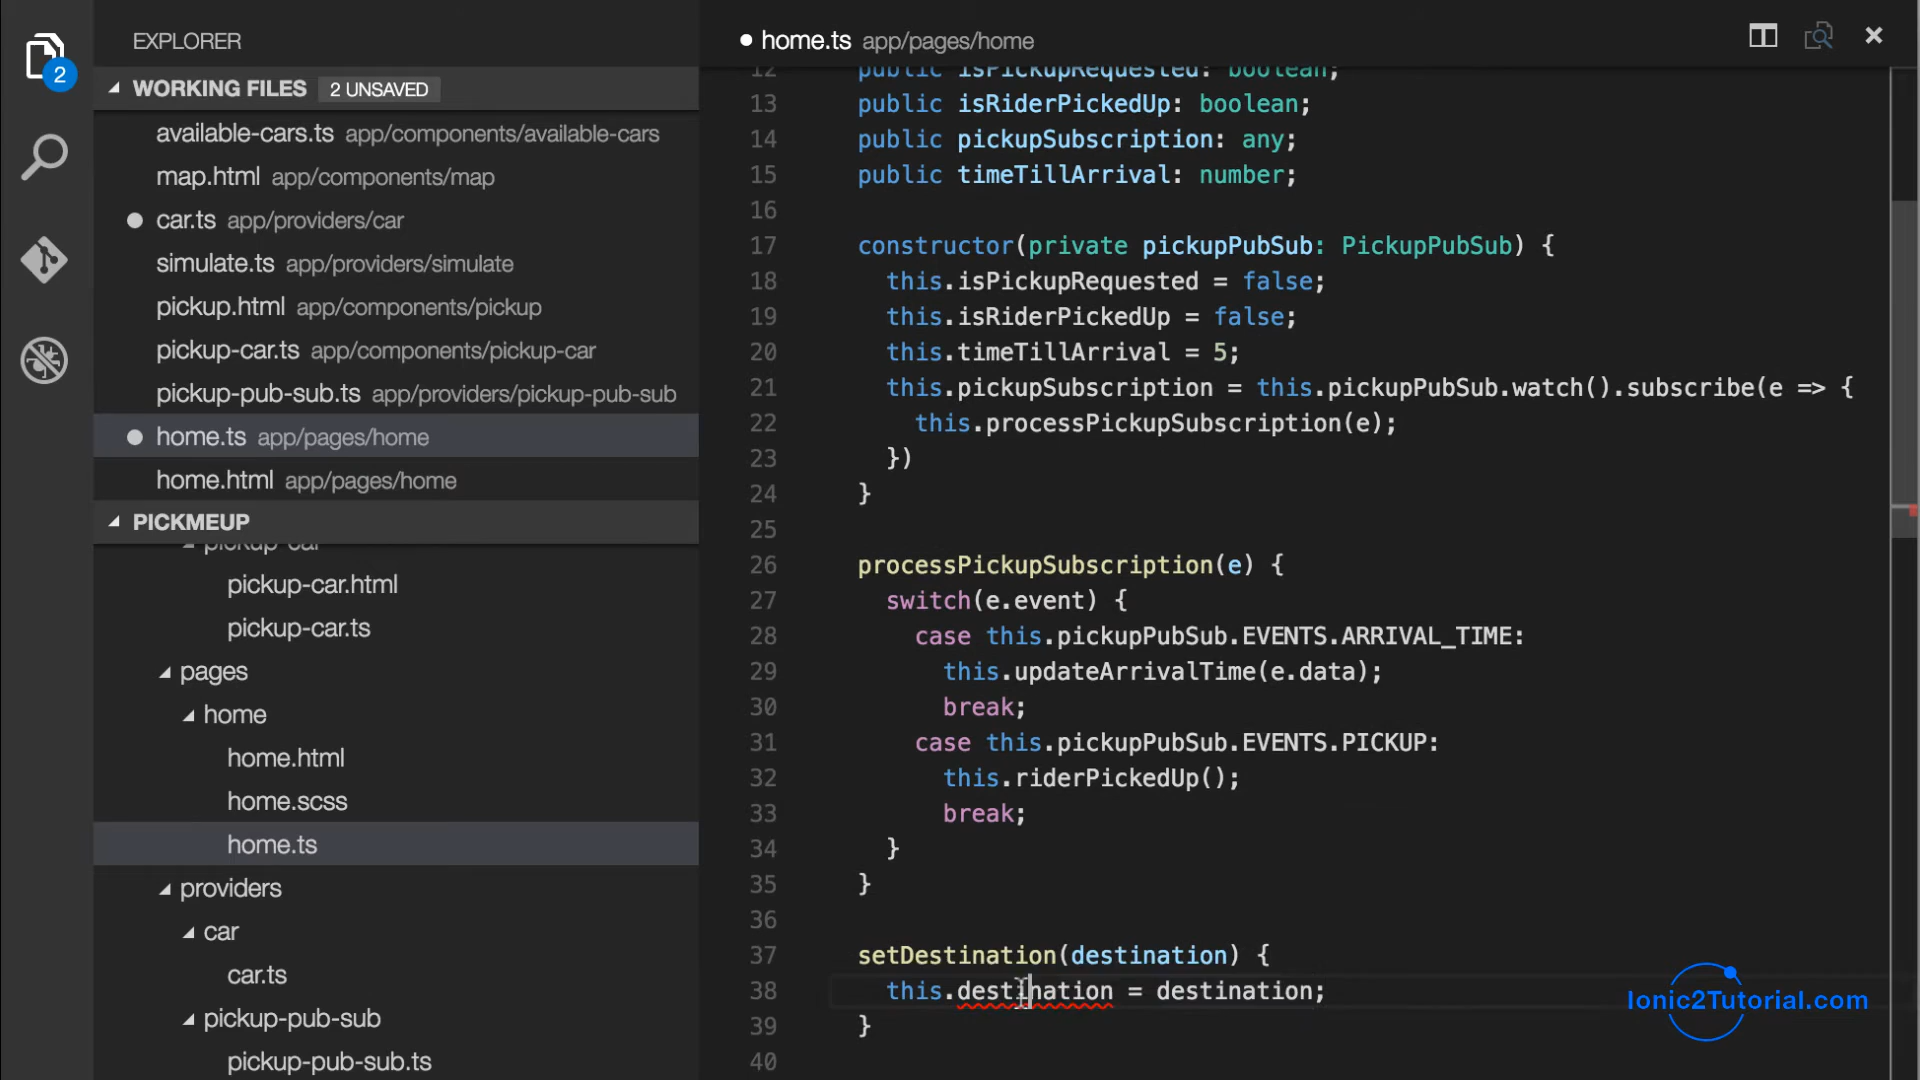 EXPLORER
2
WORKING FILES 2 UNSAVED
available-cars.ts app/components/available-cars
map.html app/components/map
car.ts app/providers/car
simulate.ts app/providers/simulate
pickup.html app/components/pickup
pickup-car.ts app/components/pickup-car
pickup-pub-sub.ts app/providers/pickup-pub-sub
home.ts app/pages/home
home.html app/pages/home
PICKMEUP
pickup-car
pickup-car.html
pickup-car.ts
pages
home
home.html
home.scss
home.ts
providers
car
car.ts
pickup-pub-sub
pickup-pub-sub.ts
home.ts app/pages/home
12 public isPickupRequested: boolean;
13 public isRiderPickedUp: boolean;
14 public pickupSubscription: any;
15 public timeTillArrival: number;
16
17 constructor(private pickupPubSub: PickupPubSub) {
18 this.isPickupRequested = false;
19 this.isRiderPickedUp = false;
20 this.timeTillArrival = 5;
21 this.pickupSubscription = this.pickupPubSub.watch().subscribe(e => {
22 this.processPickupSubscription(e);
23 })
24 }
25
26 processPickupSubscription(e) {
27 switch(e.event) {
28 case this.pickupPubSub.EVENTS.ARRIVAL_TIME:
29 this.updateArrivalTime(e.data);
30 break;
31 case this.pickupPubSub.EVENTS.PICKUP:
32 this.riderPickedUp();
33 break;
34 }
35 }
36
37 setDestination(destination) {
38 this.destination = destination;
39 }
40
Ionic2Tutorial.com